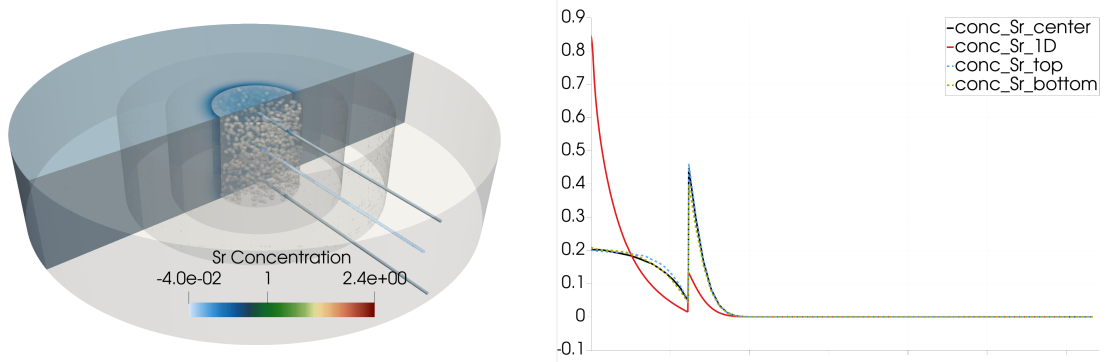 Sr Concentration
-4.0e-02 1 2.4e+00
0.9
0.8
0.7
0.6
0.5
0.4
0.3
0.2
0.1
0
-0.1
conc_Sr_center
conc_Sr_1D
conc_Sr_top
conc_Sr_bottom